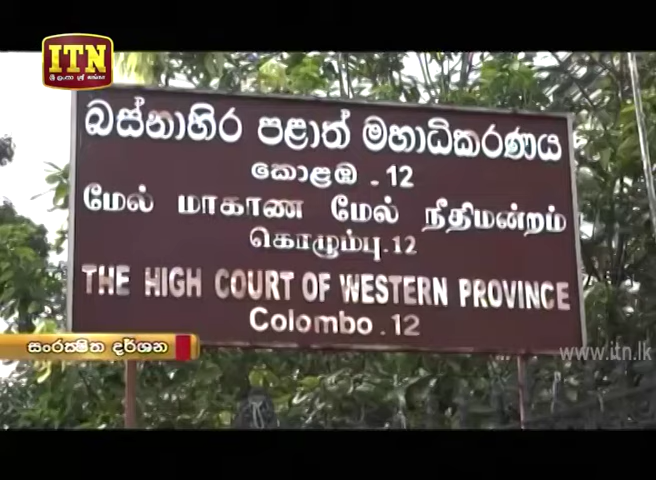 ITN
බස්නාහිර පළාත් මහාධිකරණය
කොළඹ - 12
மேல் மாகாண மேல் நீதிமன்றம்
கொழும்பு - 12
THE HIGH COURT OF WESTERN PROVINCE
Colombo . 12
සංරක්ෂිත දර්ශන
www.itn.lk